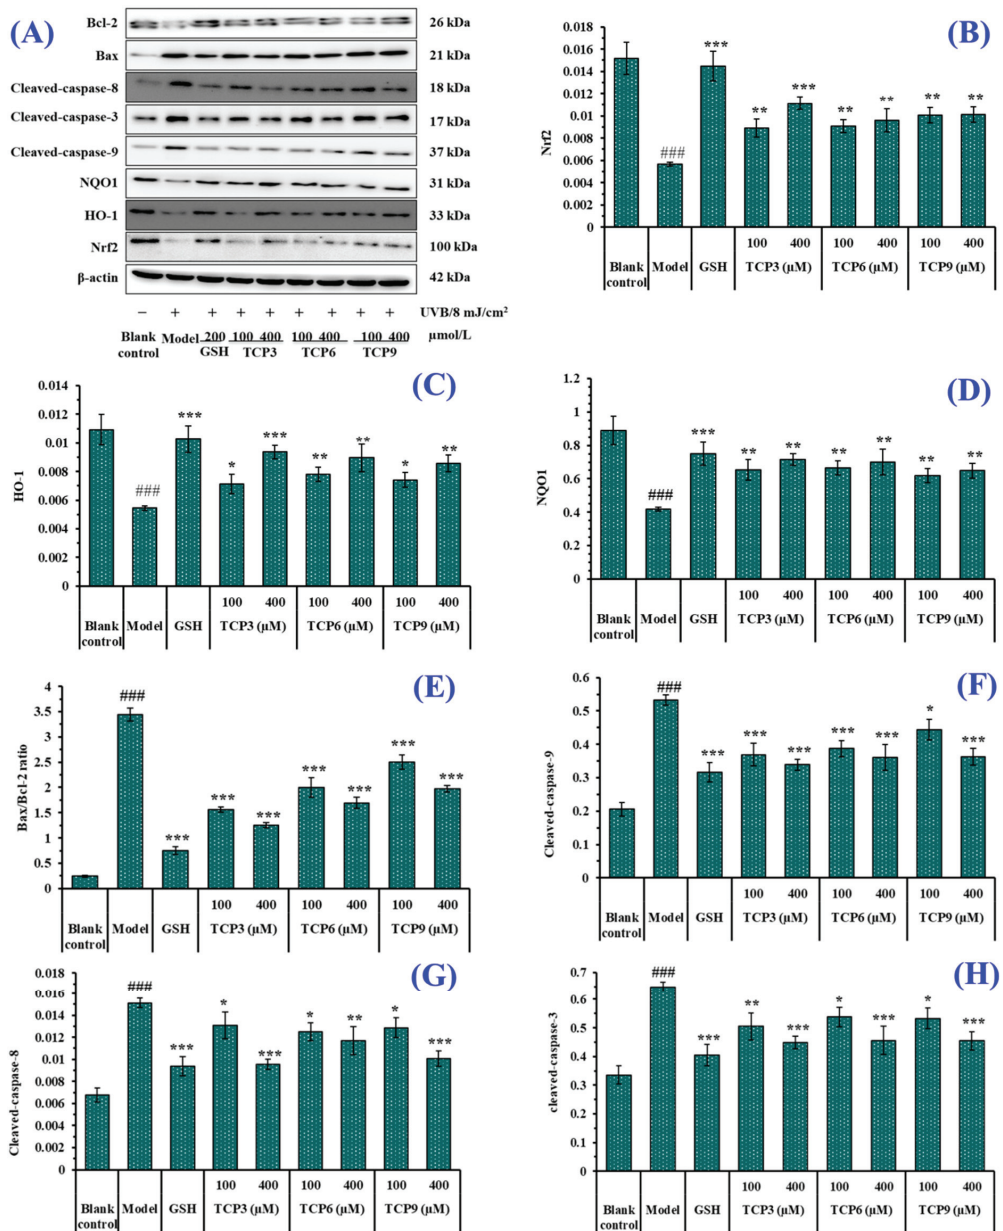 (A)
Bcl-2 26 kDa
Bax 21 kDa
Cleaved-caspase-8 18 kDa
Cleaved-caspase-3 17 kDa
Cleaved-caspase-9 37 kDa
NQO1 31 kDa
HO-1 33 kDa
Nrf2 100 kDa
β-actin 42 kDa
− + + + + + + + + UVB/8 mJ/cm²
Blank control Model 200 100 400 100 400 100 400 μmol/L
GSH TCP3 TCP6 TCP9
(B)
Nrf2
0.018
0.016
0.014
0.012
0.01
0.008
0.006
0.004
0.002
0
### *** ** *** ** ** ** **
100 400 100 400 100 400
Blank control Model GSH TCP3 (μM) TCP6 (μM) TCP9 (μM)
(C)
HO-1
0.014
0.012
0.01
0.008
0.006
0.004
0.002
0
### *** * *** ** ** * **
100 400 100 400 100 400
Blank control Model GSH TCP3 (μM) TCP6 (μM) TCP9 (μM)
(D)
NQO1
1.2
1
0.8
0.6
0.4
0.2
0
### *** ** ** ** ** ** **
100 400 100 400 100 400
Blank control Model GSH TCP3 (μM) TCP6 (μM) TCP9 (μM)
(E)
Bax/Bcl-2 ratio
4
3.5
3
2.5
2
1.5
1
0.5
0
### *** *** *** *** *** *** ***
100 400 100 400 100 400
Blank control Model GSH TCP3 (μM) TCP6 (μM) TCP9 (μM)
(F)
Cleaved-caspase-9
0.6
0.5
0.4
0.3
0.2
0.1
0
### *** *** *** *** *** * ***
100 400 100 400 100 400
Blank control Model GSH TCP3 (μM) TCP6 (μM) TCP9 (μM)
(G)
Cleaved-caspase-8
0.018
0.016
0.014
0.012
0.01
0.008
0.006
0.004
0.002
0
### *** * *** * ** * ***
100 400 100 400 100 400
Blank control Model GSH TCP3 (μM) TCP6 (μM) TCP9 (μM)
(H)
cleaved-caspase-3
0.7
0.6
0.5
0.4
0.3
0.2
0.1
0
### *** ** *** * *** * ***
100 400 100 400 100 400
Blank control Model GSH TCP3 (μM) TCP6 (μM) TCP9 (μM)